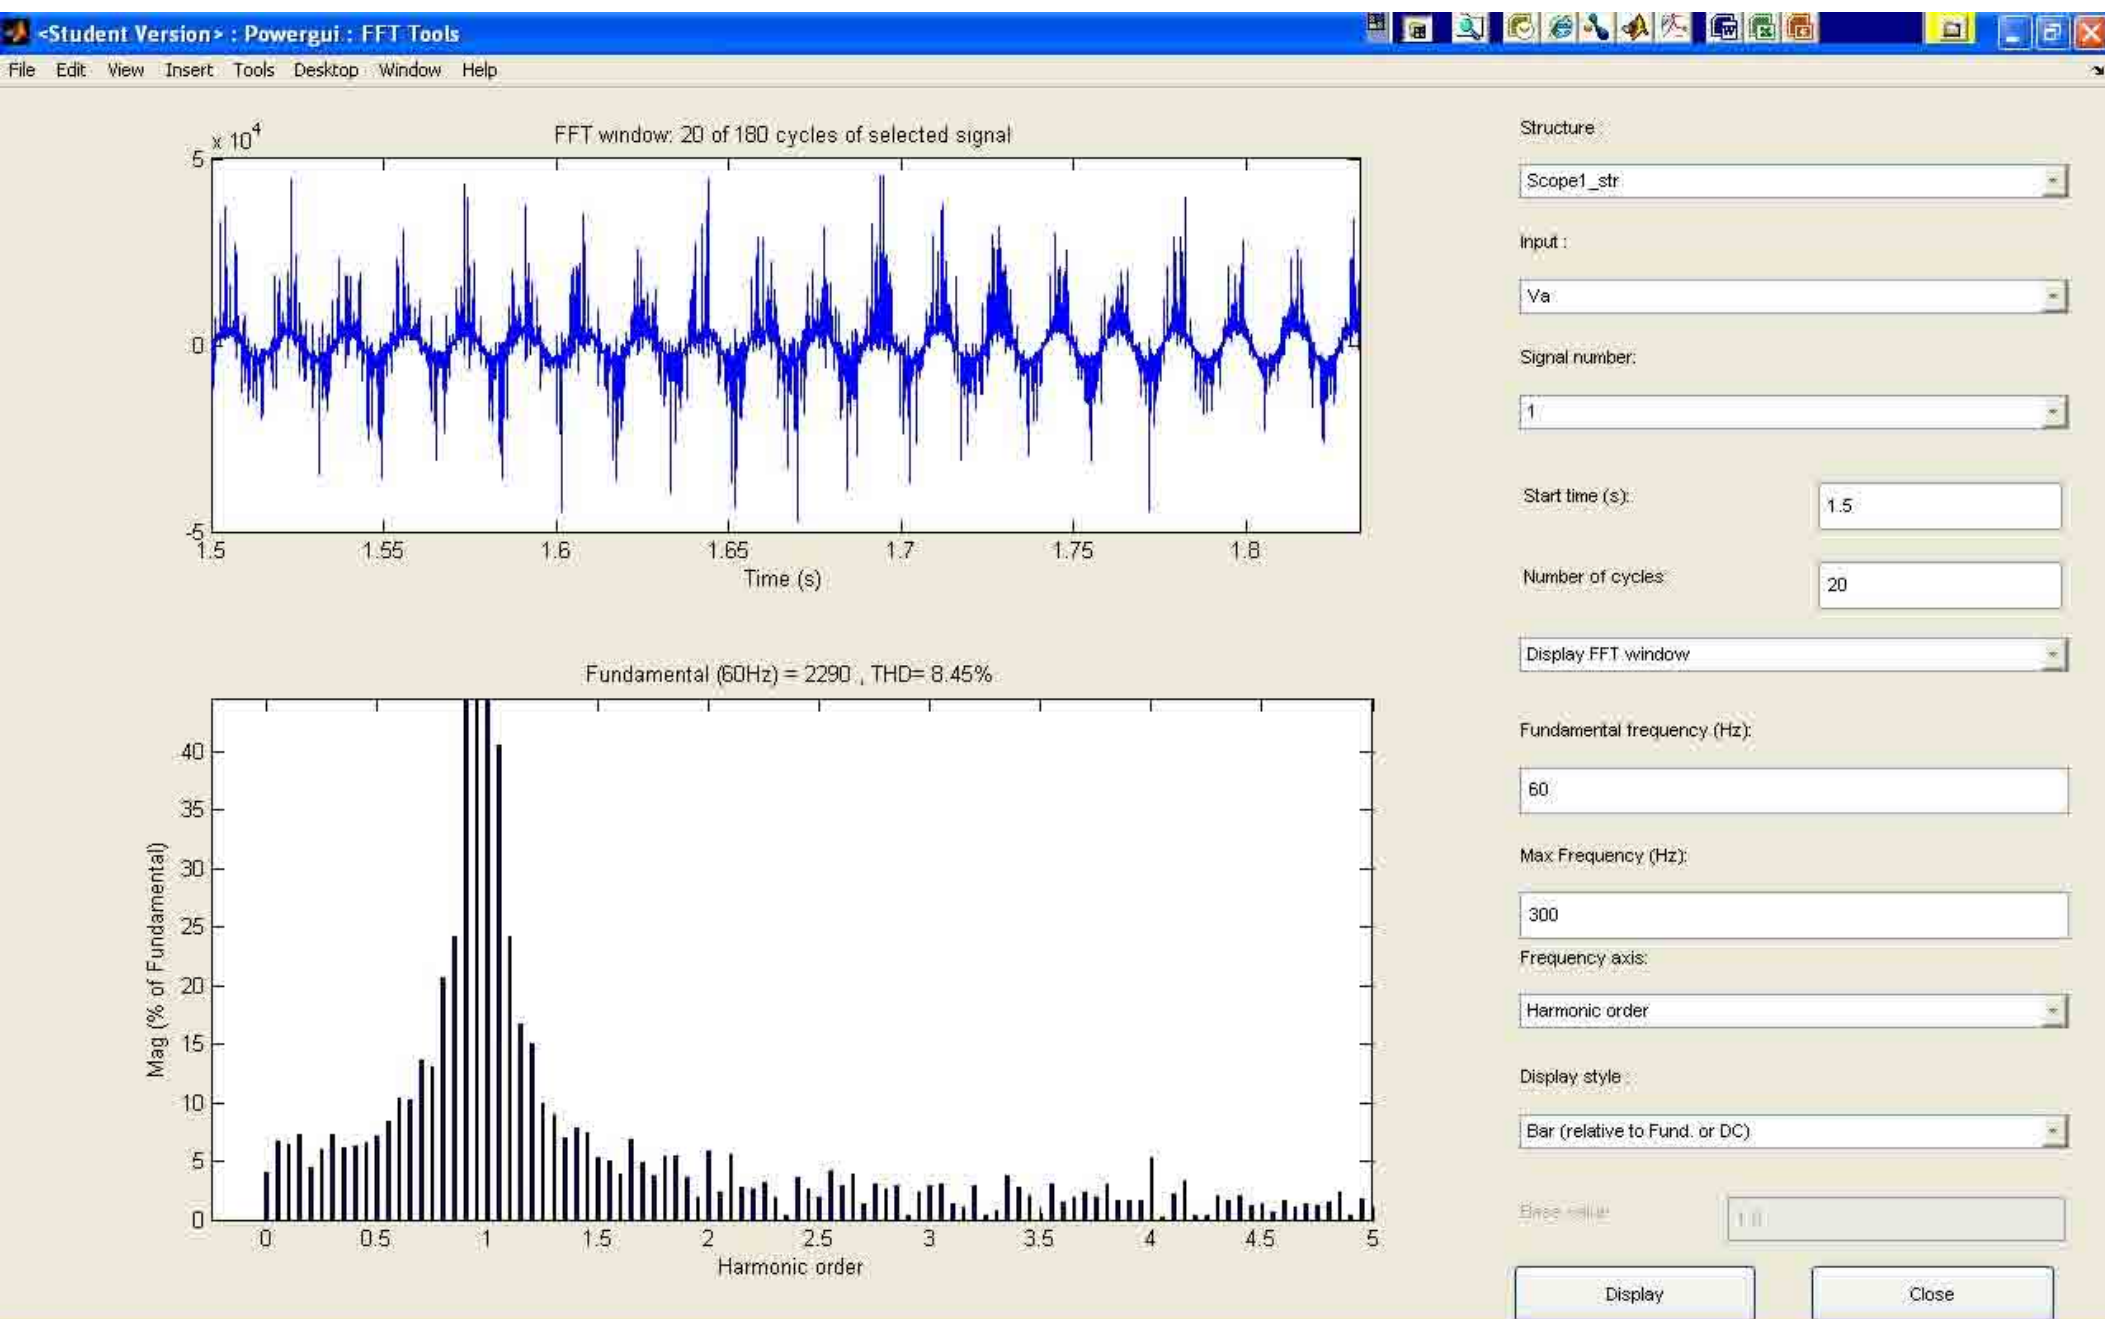 <Student Version> : Powergui : FFT Tools
File Edit View Insert Tools Desktop Window Help
x 10^4
FFT window: 20 of 180 cycles of selected signal
5
0
-5
1.5 1.55 1.6 1.65 1.7 1.75 1.8
Time (s)
Fundamental (60Hz) = 2290 , THD= 8.45%
Mag (% of Fundamental)
40
35
30
25
20
15
10
5
0
0 0.5 1 1.5 2 2.5 3 3.5 4 4.5 5
Harmonic order
Structure :
Scope1_str
Input :
Va
Signal number:
1
Start time (s):
1.5
Number of cycles:
20
Display FFT window
Fundamental frequency (Hz):
60
Max Frequency (Hz):
300
Frequency axis:
Harmonic order
Display style :
Bar (relative to Fund. or DC)
Base value:
1.0
Display
Close